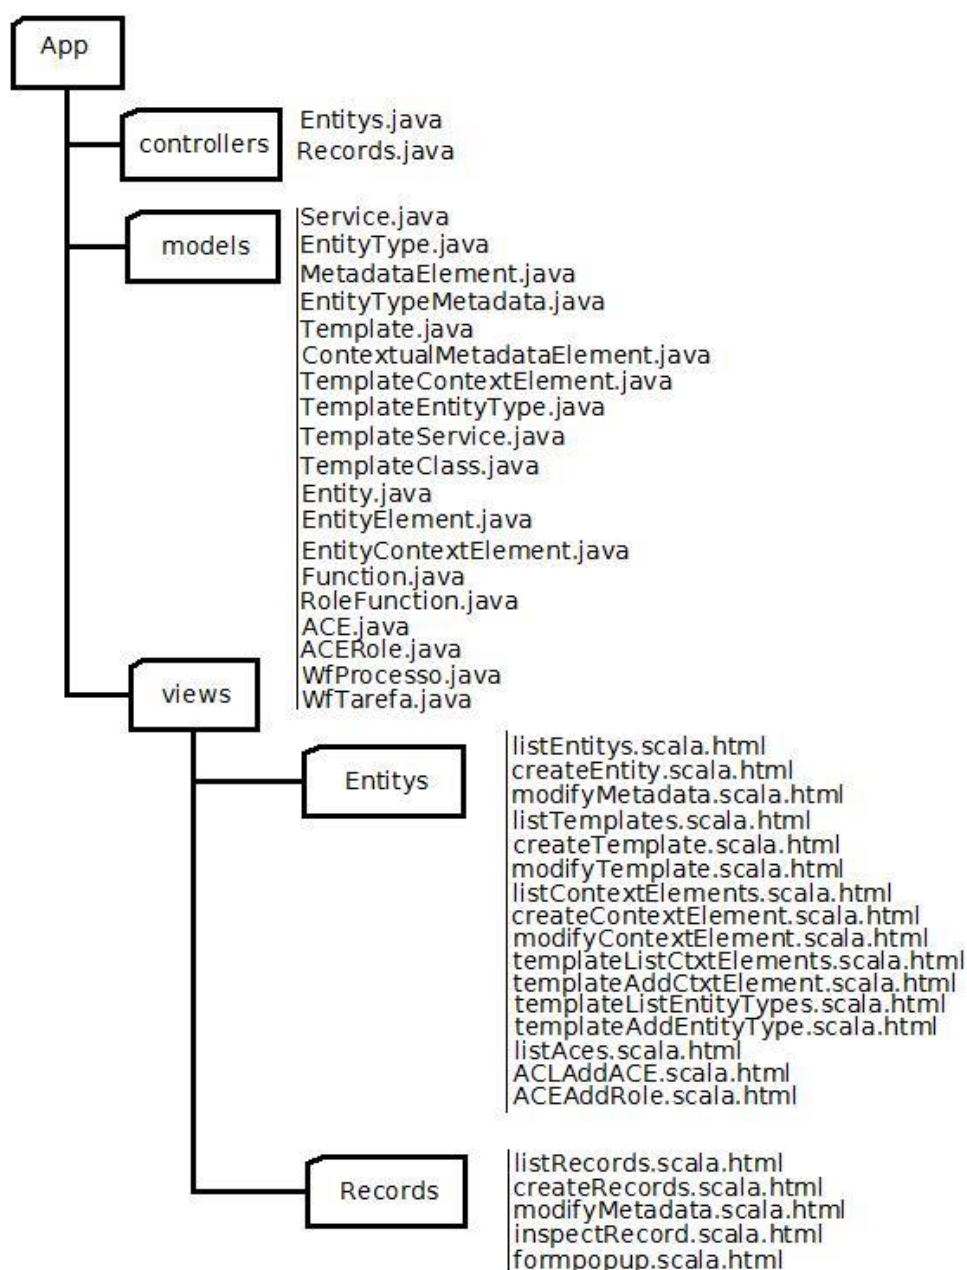 App
controllers
Entitys.java
Records.java
models
Service.java
EntityType.java
MetadataElement.java
EntityTypeMetadata.java
Template.java
ContextualMetadataElement.java
TemplateContextElement.java
TemplateEntityType.java
TemplateService.java
TemplateClass.java
Entity.java
EntityElement.java
EntityContextElement.java
Function.java
RoleFunction.java
ACE.java
ACERole.java
WfProcesso.java
WfTarefa.java
views
Entitys
listEntitys.scala.html
createEntity.scala.html
modifyMetadata.scala.html
listTemplates.scala.html
createTemplate.scala.html
modifyTemplate.scala.html
listContextElements.scala.html
createContextElement.scala.html
modifyContextElement.scala.html
templateListCtxtElements.scala.html
templateAddCtxtElement.scala.html
templateListEntityTypes.scala.html
templateAddEntityType.scala.html
listAces.scala.html
ACLAddACE.scala.html
ACEAddRole.scala.html
Records
listRecords.scala.html
createRecords.scala.html
modifyMetadata.scala.html
inspectRecord.scala.html
formpopup.scala.html